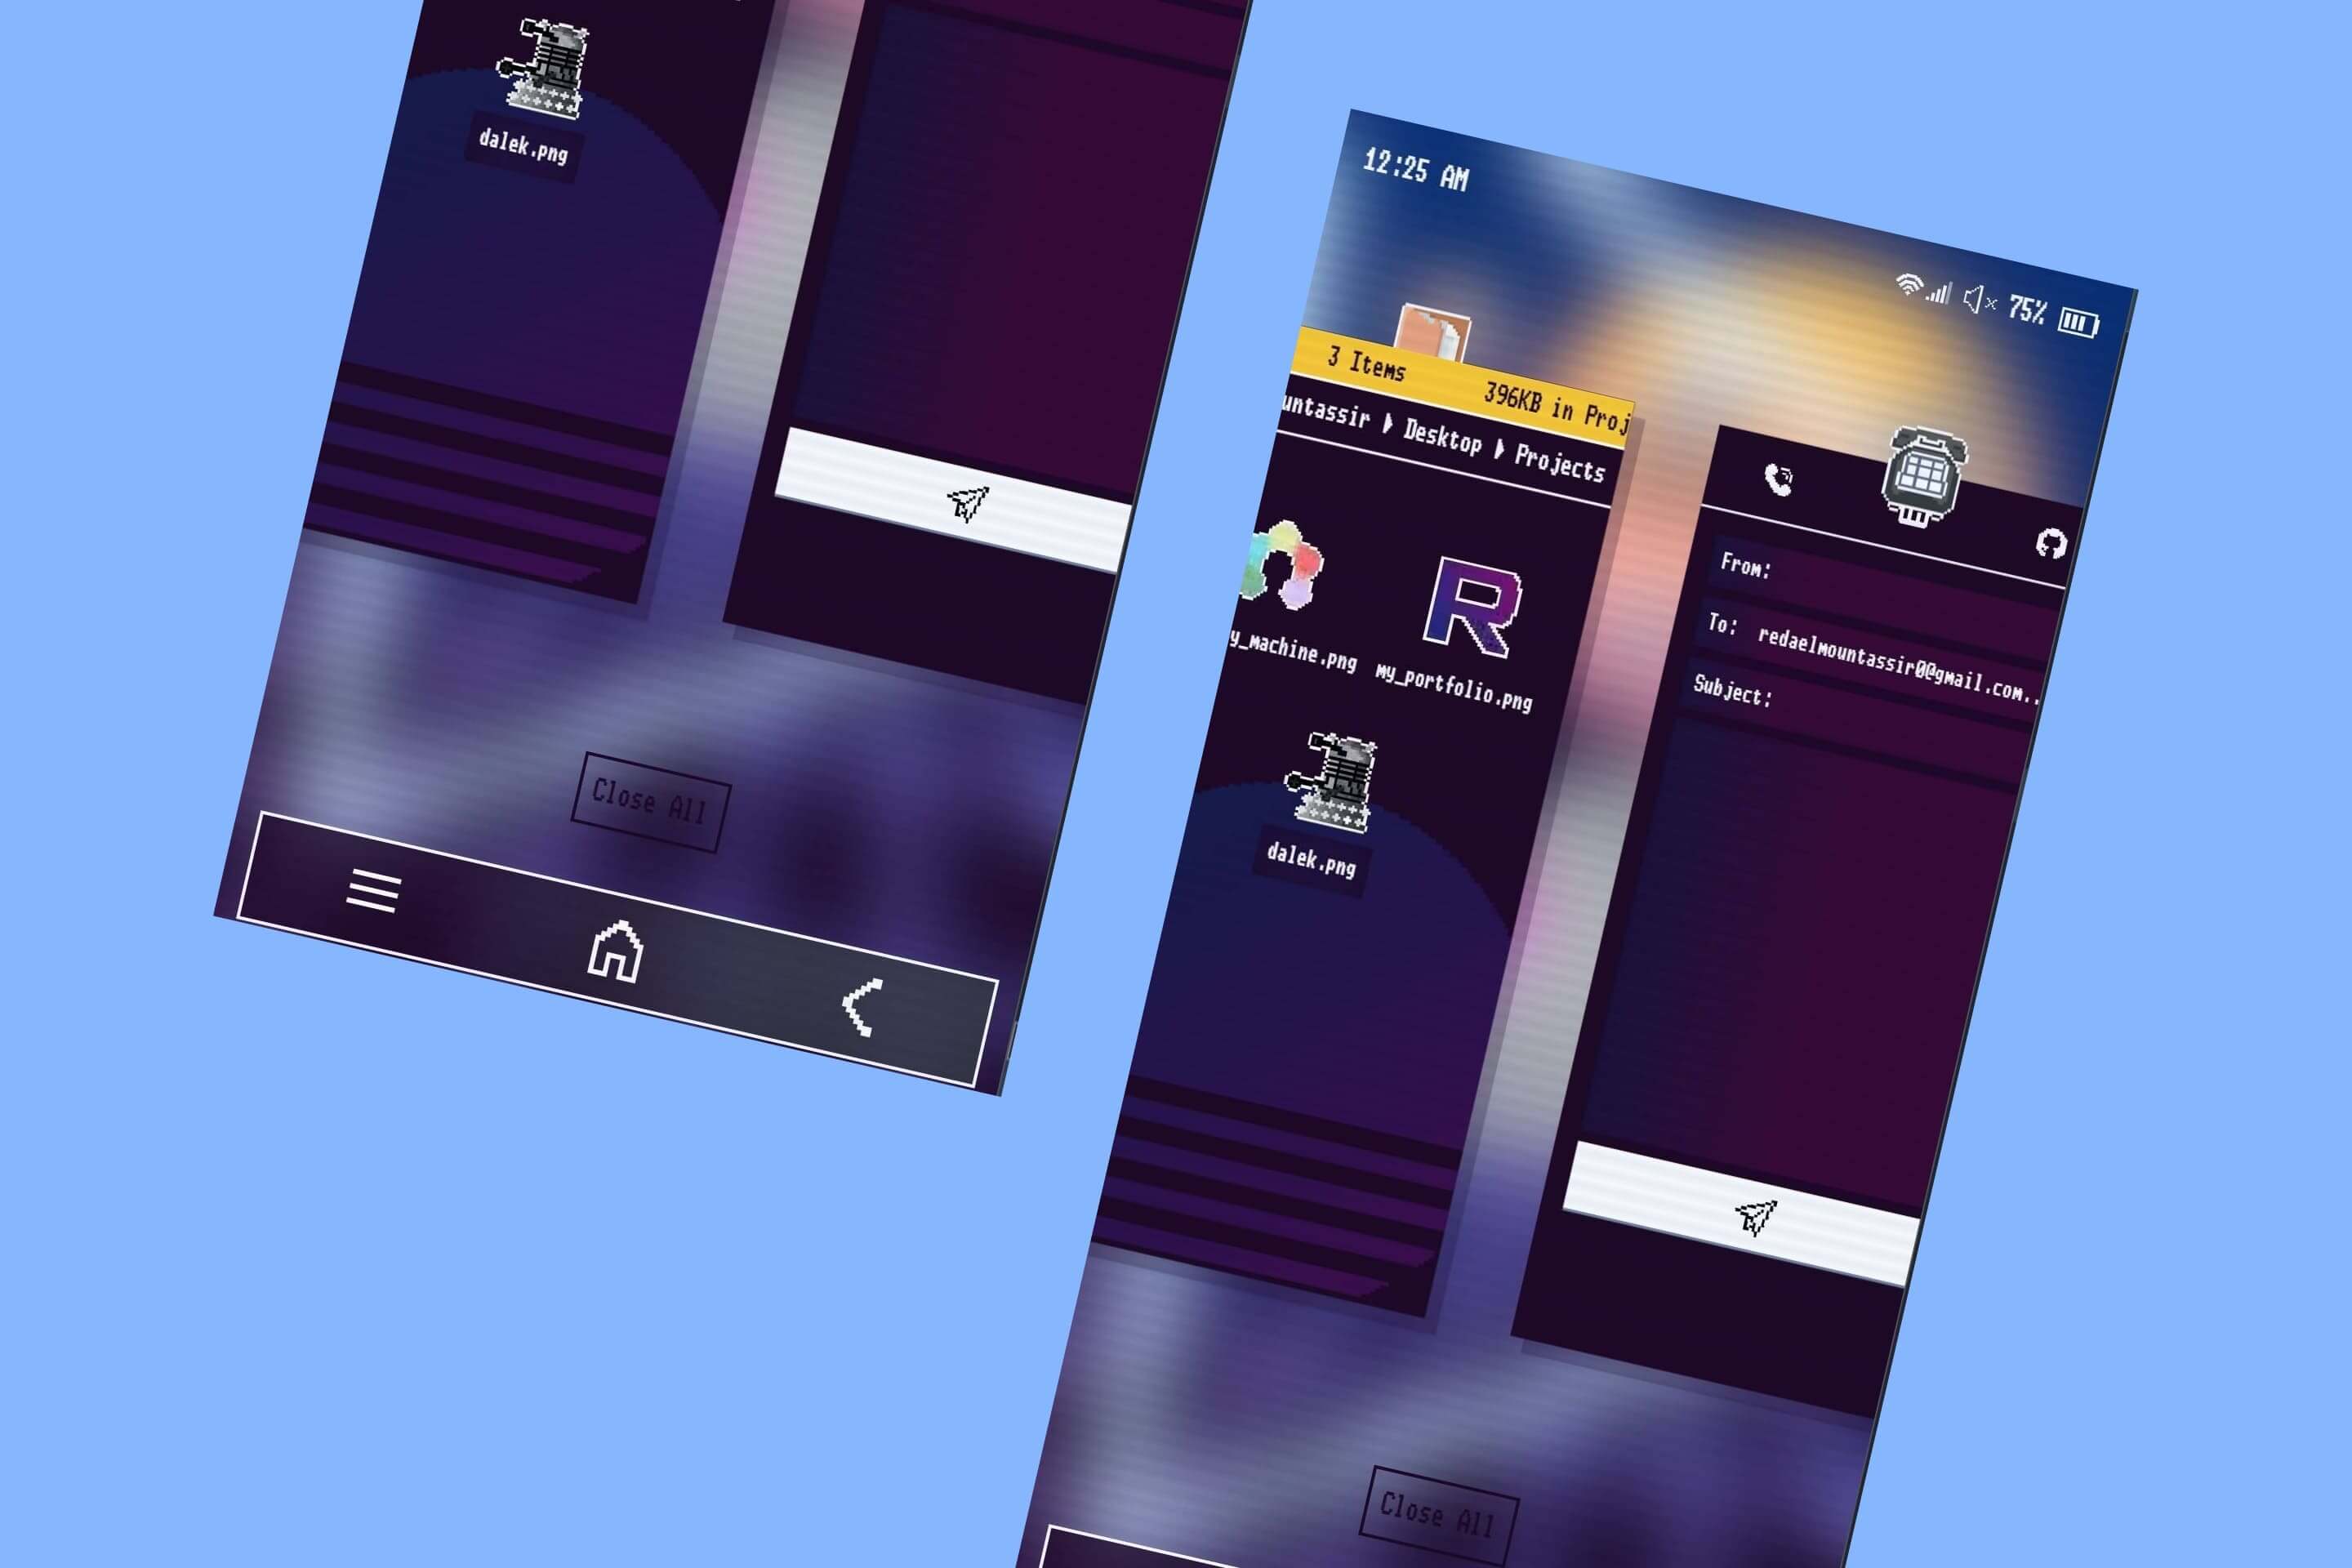 dalek.png
Close All
12:25 AM
75%
3 Items 396KB in Proj
untassir Desktop Projects
y_machine.png my_portfolio.png
dalek.png
From:
To: redaelmountassir0@gmail.com..
Subject:
Close All